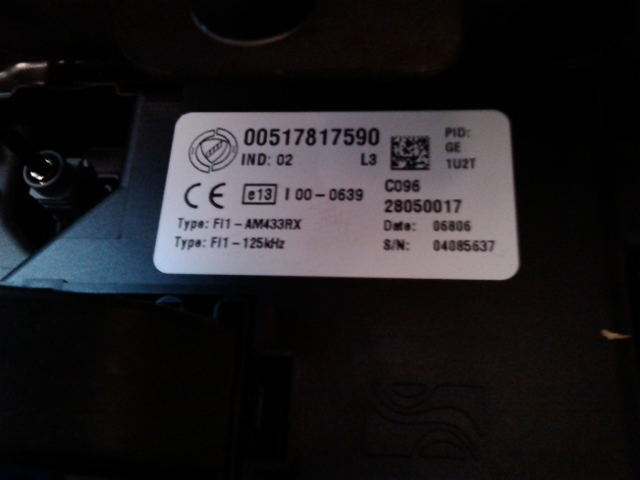 00517817590
IND: 02 L3
PID:
GE
1U2T
e13 I 00-0639
C096
28050017
Type: FI1-AM433RX
Date: 06806
Type: FI1-125kHz
S/N: 04085637